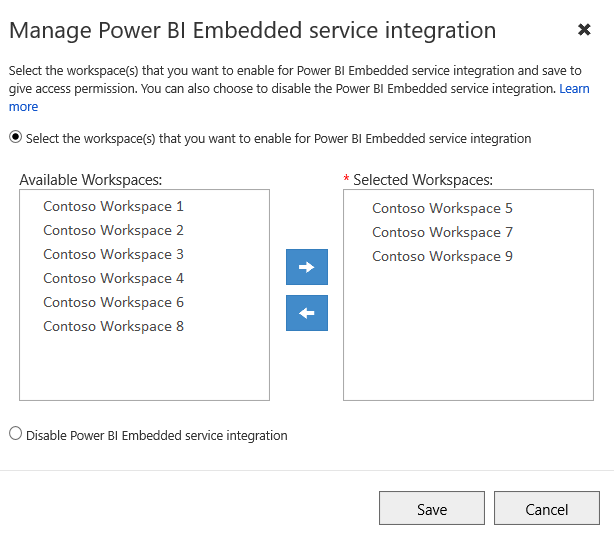 Manage Power BI Embedded service integration
Select the workspace(s) that you want to enable for Power BI Embedded service integration and save to
give access permission. You can also choose to disable the Power BI Embedded service integration. Learn
more
Select the workspace(s) that you want to enable for Power BI Embedded service integration
Available Workspaces:
Contoso Workspace 1
Contoso Workspace 2
Contoso Workspace 3
Contoso Workspace 4
Contoso Workspace 6
Contoso Workspace 8
* Selected Workspaces:
Contoso Workspace 5
Contoso Workspace 7
Contoso Workspace 9
Disable Power BI Embedded service integration
Save
Cancel